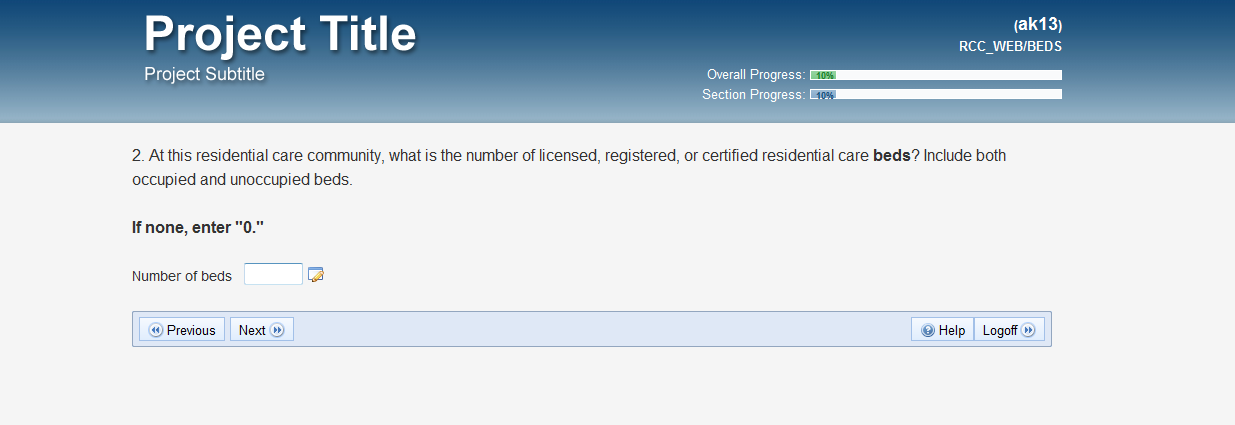 Project Title
Project Subtitle
(ak13)
RCC_WEB/BEDS
Overall Progress: 10%
Section Progress: 10%
2. At this residential care community, what is the number of licensed, registered, or certified residential care beds? Include both
occupied and unoccupied beds.
If none, enter "0."
Number of beds
Previous Next Help Logoff